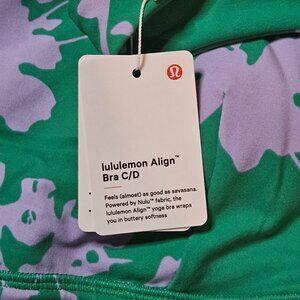 lululemon Align™
Bra C/D
Feels (almost) as good as savasana.
Powered by Nulu™ fabric, the
lululemon Align™ yoga bra wraps
you in buttery softness